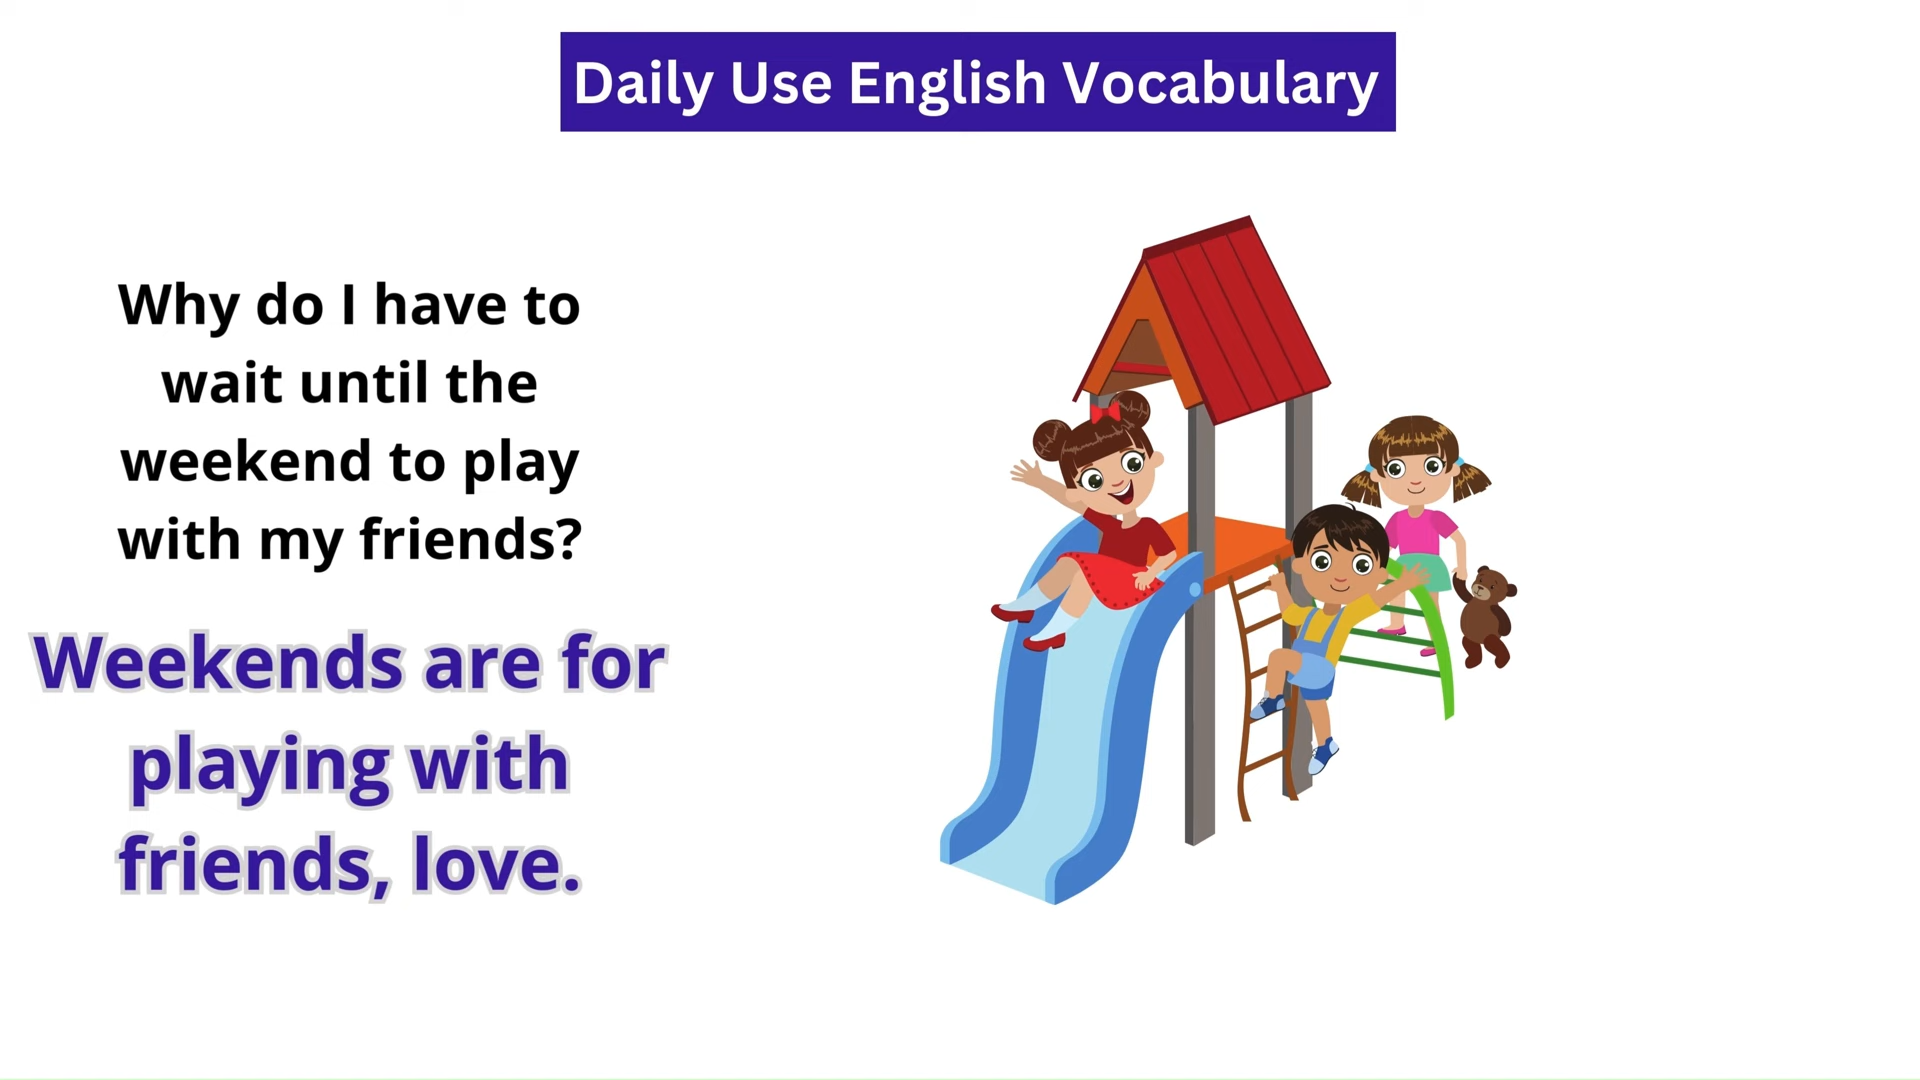 Daily Use English Vocabulary
Why do I have to
wait until the
weekend to play
with my friends?
Weekends are for
playing with
friends, love.